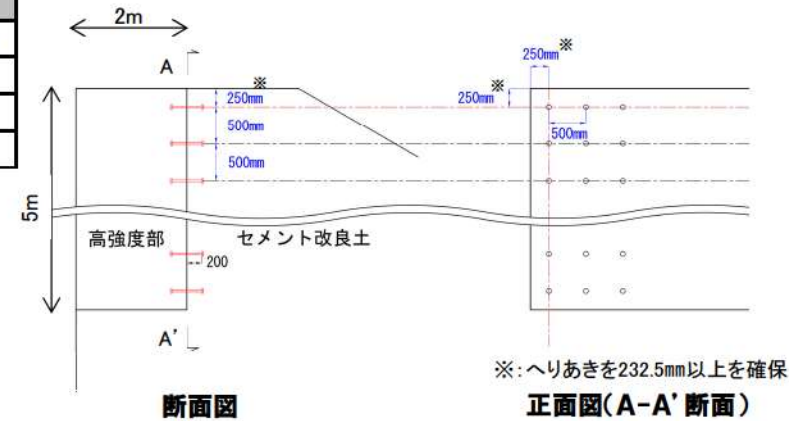 2m
A
※
250mm
500mm
500mm
5m
高強度部
セメント改良土
200
A'
断面図
250mm※
※
250mm
500mm
※:へりあきを232.5mm以上を確保
正面図(A-A'断面)